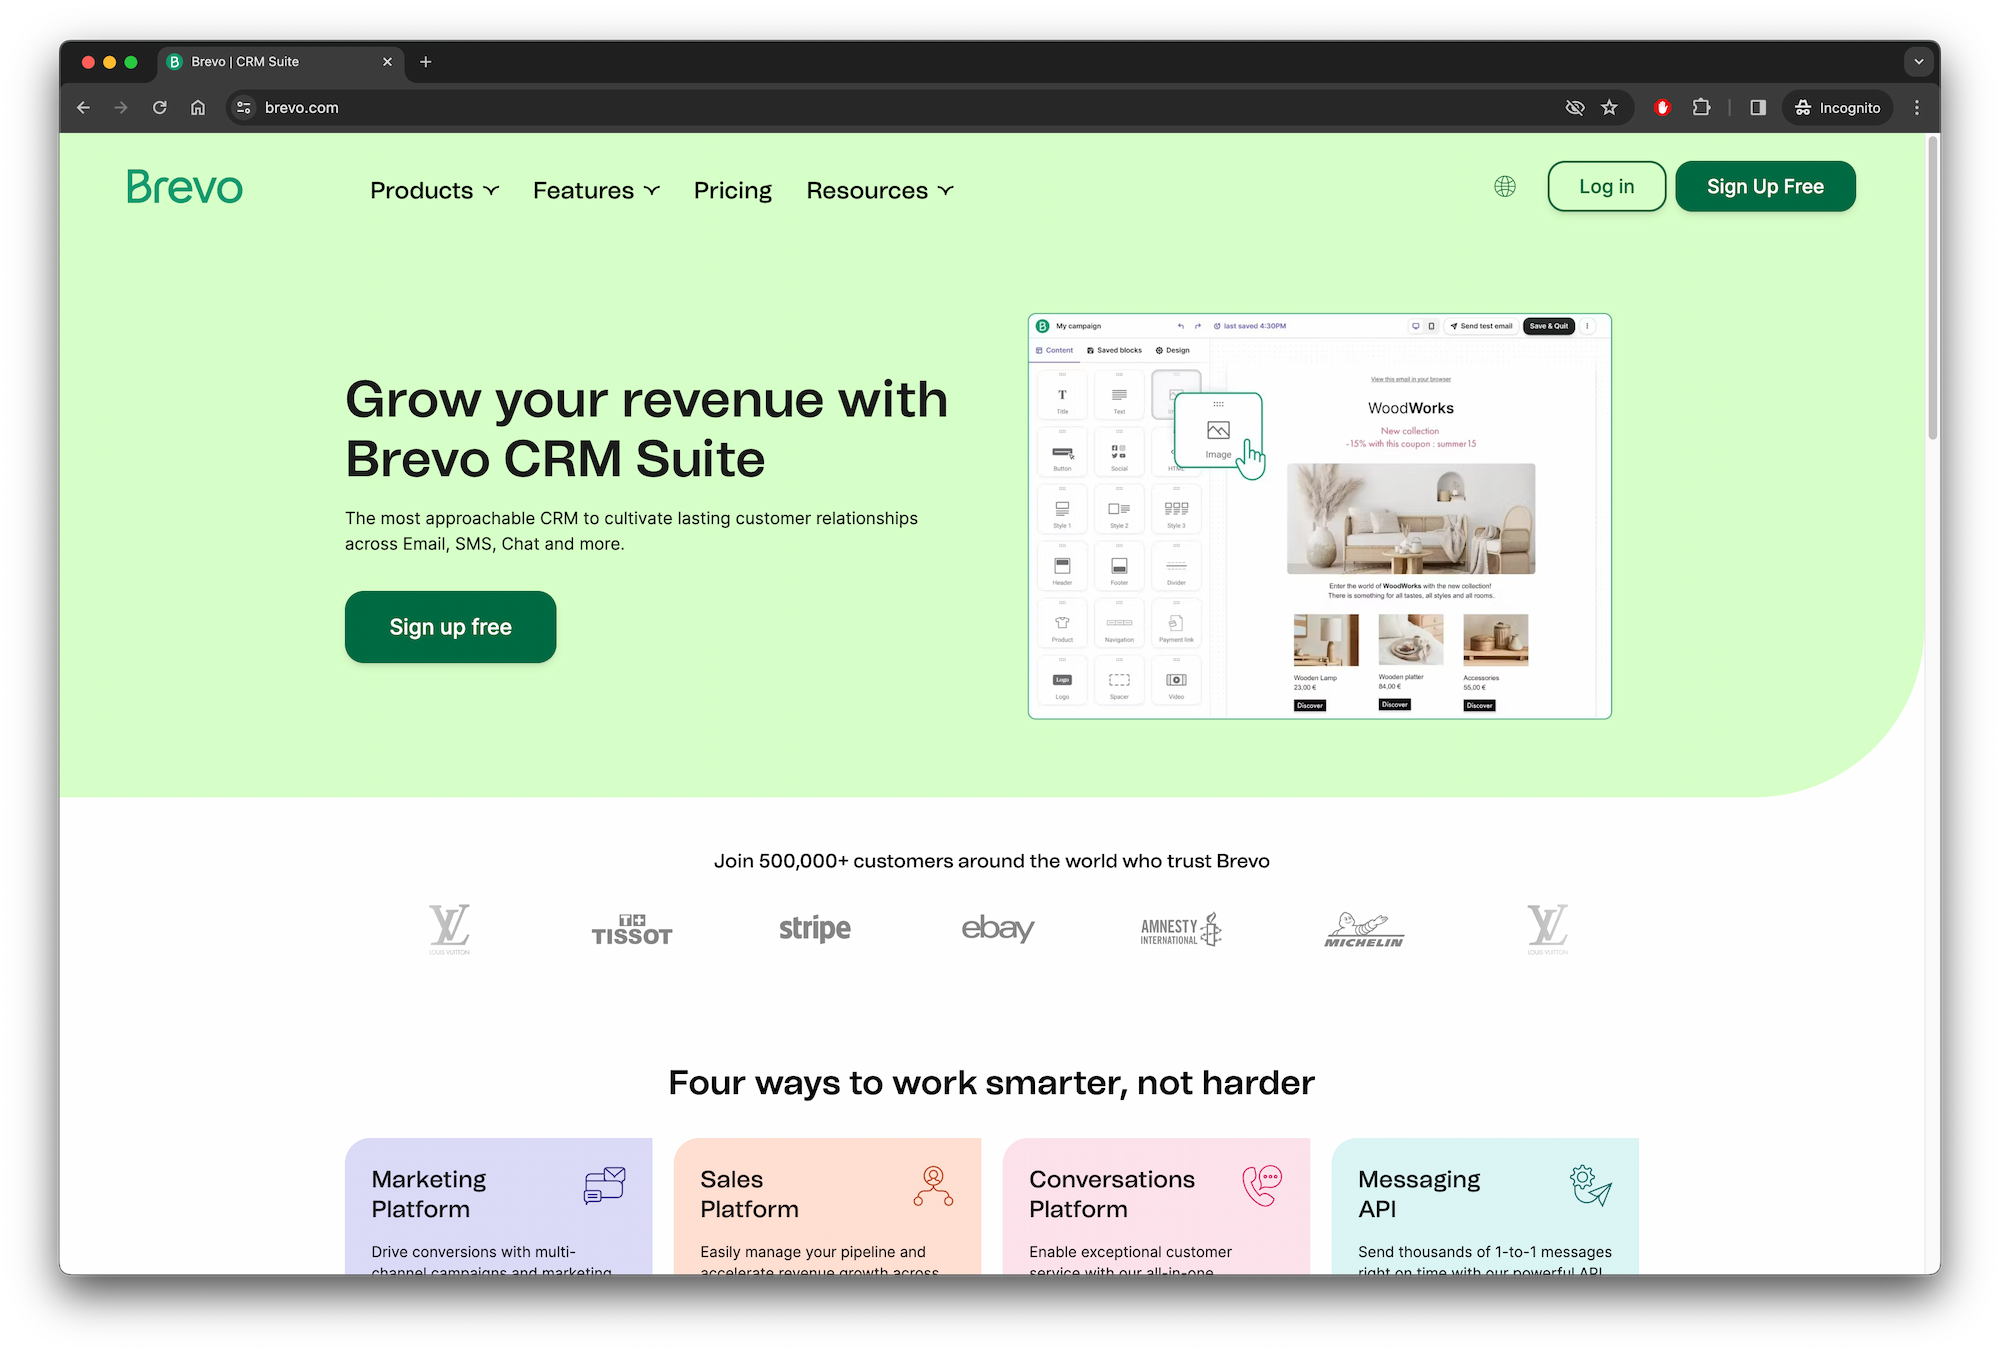 Brevo | CRM Suite
brevo.com
Incognito
Brevo
Products
Features
Pricing
Resources
Log in
Sign Up Free
Grow your revenue with
Brevo CRM Suite
The most approachable CRM to cultivate lasting customer relationships
across Email, SMS, Chat and more.
Sign up free
My campaign
last saved 4:30PM
Send test email
Save & Quit
Content
Saved blocks
Design
Title
Text
Image
Button
Social
Style 1
Style 2
Style 3
Header
Footer
Divider
Product
Navigation
Payment link
Logo
Logo
Spacer
Video
View this email in your browser
WoodWorks
New collection
-15% with this coupon : summer15
Enter the world of WoodWorks with the new collection!
There is something for all tastes, all styles and all rooms.
Wooden Lamp
23,00 €
Discover
Wooden platter
84,00 €
Discover
Accessories
55,00 €
Discover
Join 500,000+ customers around the world who trust Brevo
LV
LOUIS VUITTON
TISSOT
stripe
ebay
AMNESTY
INTERNATIONAL
MICHELIN
LV
LOUIS VUITTON
Four ways to work smarter, not harder
Marketing
Platform
Drive conversions with multi-
channel campaigns and marketing
Sales
Platform
Easily manage your pipeline and
accelerate revenue growth across
Conversations
Platform
Enable exceptional customer
service with our all-in-one
Messaging
API
Send thousands of 1-to-1 messages
right on time with our powerful API